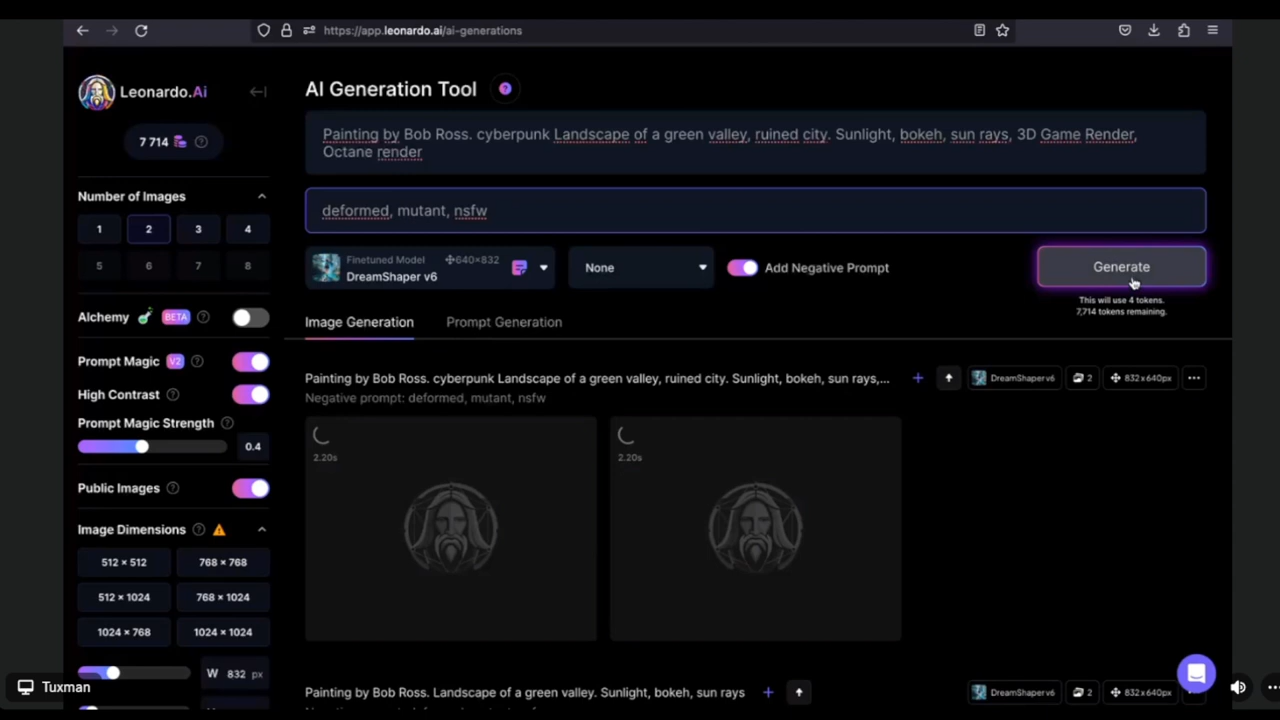 https://app.leonardo.ai/ai-generations
Leonardo.Ai
7 714
Number of Images
1 2 3 4
5 6 7 8
Alchemy BETA
Prompt Magic V2
High Contrast
Prompt Magic Strength
0.4
Public Images
Image Dimensions
512 × 512 768 × 768
512 × 1024 768 × 1024
1024 × 768 1024 × 1024
W 832 px
Tuxman
AI Generation Tool ?
Painting by Bob Ross. cyberpunk Landscape of a green valley, ruined city. Sunlight, bokeh, sun rays, 3D Game Render,
Octane render
deformed, mutant, nsfw
Finetuned Model 640×832
DreamShaper v6
None
Add Negative Prompt
Generate
This will use 4 tokens.
7,714 tokens remaining.
Image Generation Prompt Generation
Painting by Bob Ross. cyberpunk Landscape of a green valley, ruined city. Sunlight, bokeh, sun rays,... DreamShaper v6 2 832x640px
Negative prompt: deformed, mutant, nsfw
2.20s 2.20s
Painting by Bob Ross. Landscape of a green valley. Sunlight, bokeh, sun rays DreamShaper v6 2 832x640px